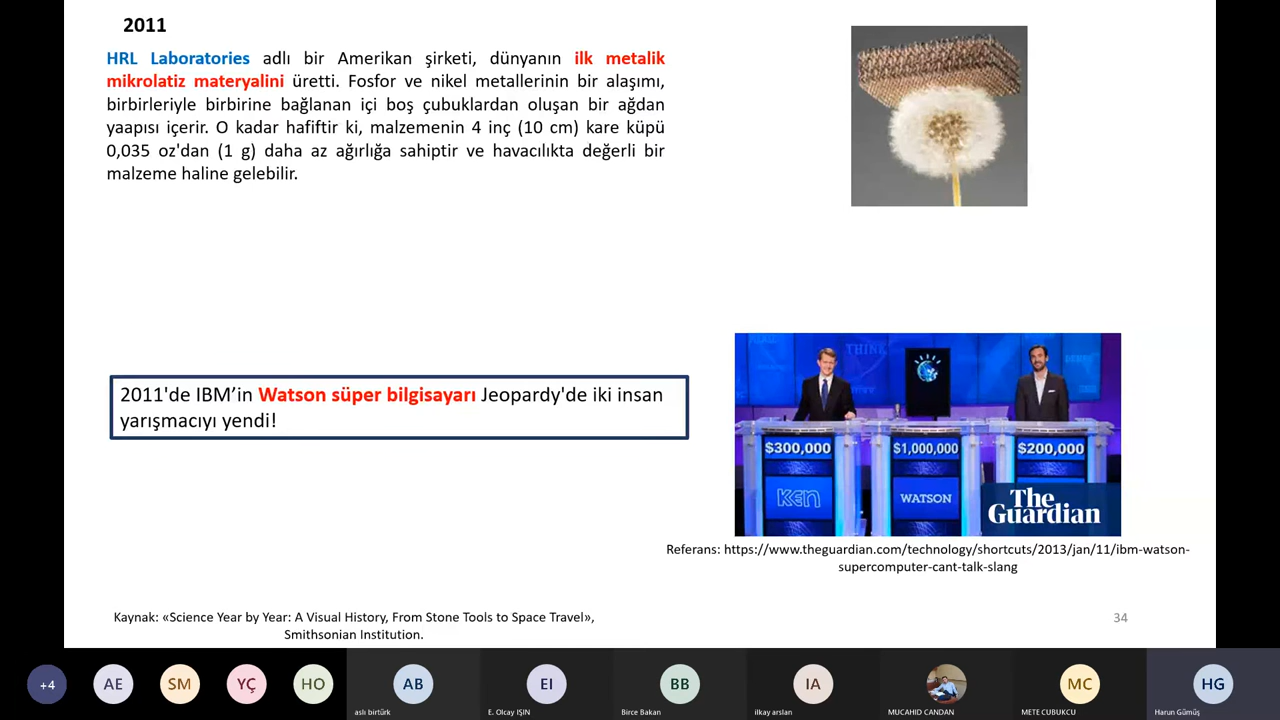 2011
HRL Laboratories adlı bir Amerikan şirketi, dünyanın ilk metalik
mikrolatiz materyalini üretti. Fosfor ve nikel metallerinin bir alaşımı,
birbirleriyle birbirine bağlanan içi boş çubuklardan oluşan bir ağdan
yaapısı içerir. O kadar hafiftir ki, malzemenin 4 inç (10 cm) kare küpü
0,035 oz'dan (1 g) daha az ağırlığa sahiptir ve havacılıkta değerli bir
malzeme haline gelebilir.
2011'de IBM’in Watson süper bilgisayarı Jeopardy'de iki insan
yarışmacıyı yendi!
THINK
$300,000
$1,000,000
$200,000
KEN
WATSON
The
Guardian
Referans: https://www.theguardian.com/technology/shortcuts/2013/jan/11/ibm-watson-
supercomputer-cant-talk-slang
Kaynak: «Science Year by Year: A Visual History, From Stone Tools to Space Travel»,
Smithsonian Institution.
34
+4
AE
SM
YÇ
HO
AB
EI
BB
IA
MC
HG
aslı birtürk
E. Olcay IŞIN
Birce Bakan
ilkay arslan
MUCAHID CANDAN
METE CUBUKCU
Harun Gümüş